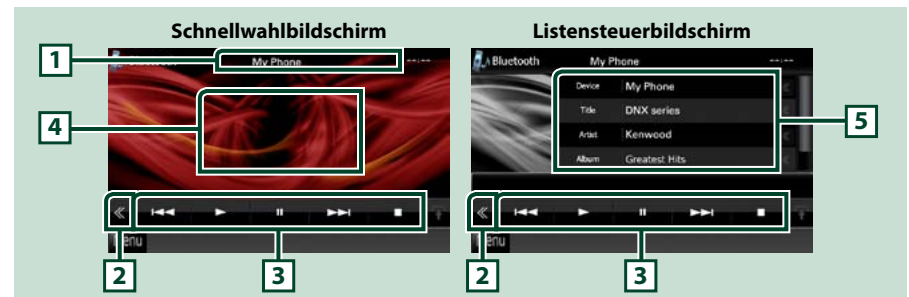 Schnellwahlbildschirm
Listensteuerbildschirm
1
My Phone
Bluetooth
My Phone
4
Device My Phone
Title DNX series
Artist Kenwood
Album Greatest Hits
5
Menu
2
3
2
3